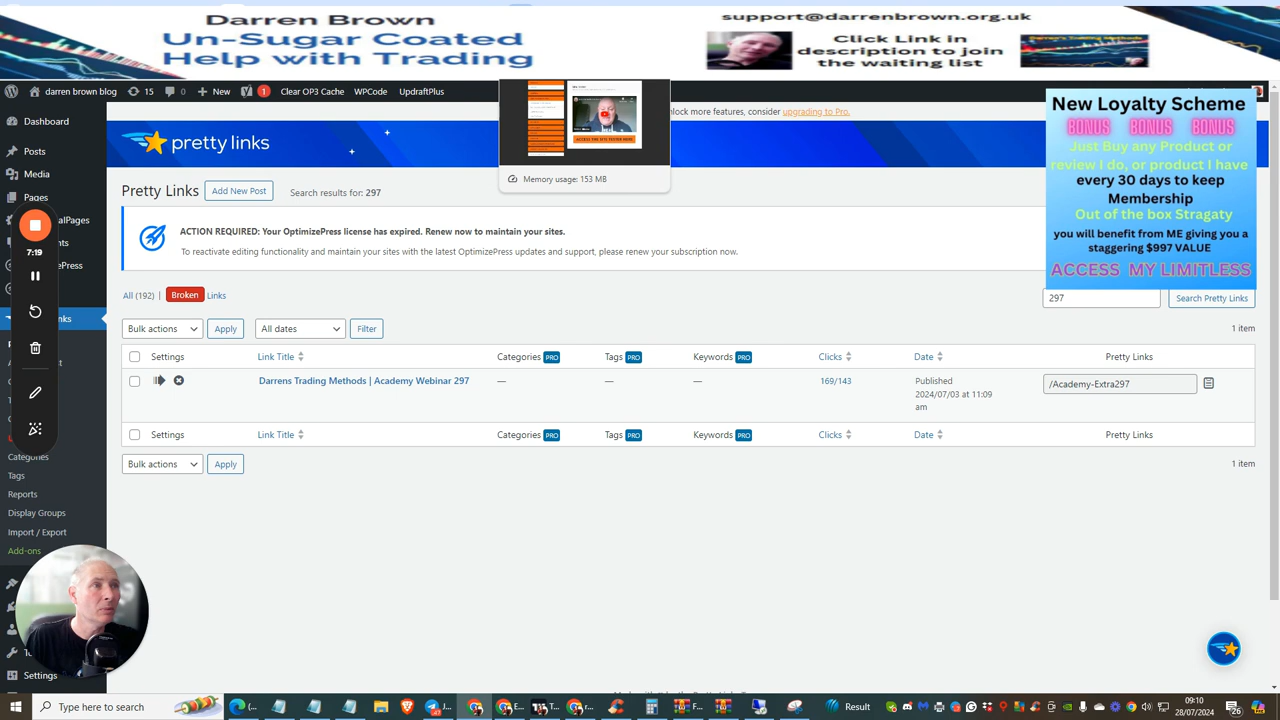 Darren Brown
Un-Sugar Coated
Help with Trading
support@darrenbrown.org.uk
Click Link in
description to join
the waiting list
Darren's Trading Methods
darren brown blog
15
0
New
1
Clear OP3 Cache
WPCode
UpdraftPlus
Dashboard
Posts
Media
Pages
7:19
nlock more features, consider upgrading to Pro.
pretty links
Memory usage: 153 MB
Pretty Links
Add New Post
Search results for: 297
ACTION REQUIRED: Your OptimizePress license has expired. Renew now to maintain your sites.
To reactivate editing functionality and maintain your sites with the latest OptimizePress updates and support, please renew your subscription now.
New Loyalty Scheme
BONUS BONUS BONUS
Just Buy any Product or
review I do, or product I have
every 30 days to keep
Membership
Out of the box Stragaty
you will benefit from ME giving you a
staggering $997 VALUE
ACCESS MY LIMITLESS
All (192) | Broken Links
297
Search Pretty Links
Bulk actions
Apply
All dates
Filter
1 item
Settings
Link Title
Categories PRO
Tags PRO
Keywords PRO
Clicks
Date
Pretty Links
Darrens Trading Methods | Academy Webinar 297
—
—
—
169/143
Published
2024/07/03 at 11:09
am
/Academy-Extra297
Settings
Link Title
Categories PRO
Tags PRO
Keywords PRO
Clicks
Date
Pretty Links
Bulk actions
Apply
1 item
Categories
Tags
Reports
Display Groups
Import / Export
Add-ons
Settings
Type here to search
Result
09:10
28/07/2024
26